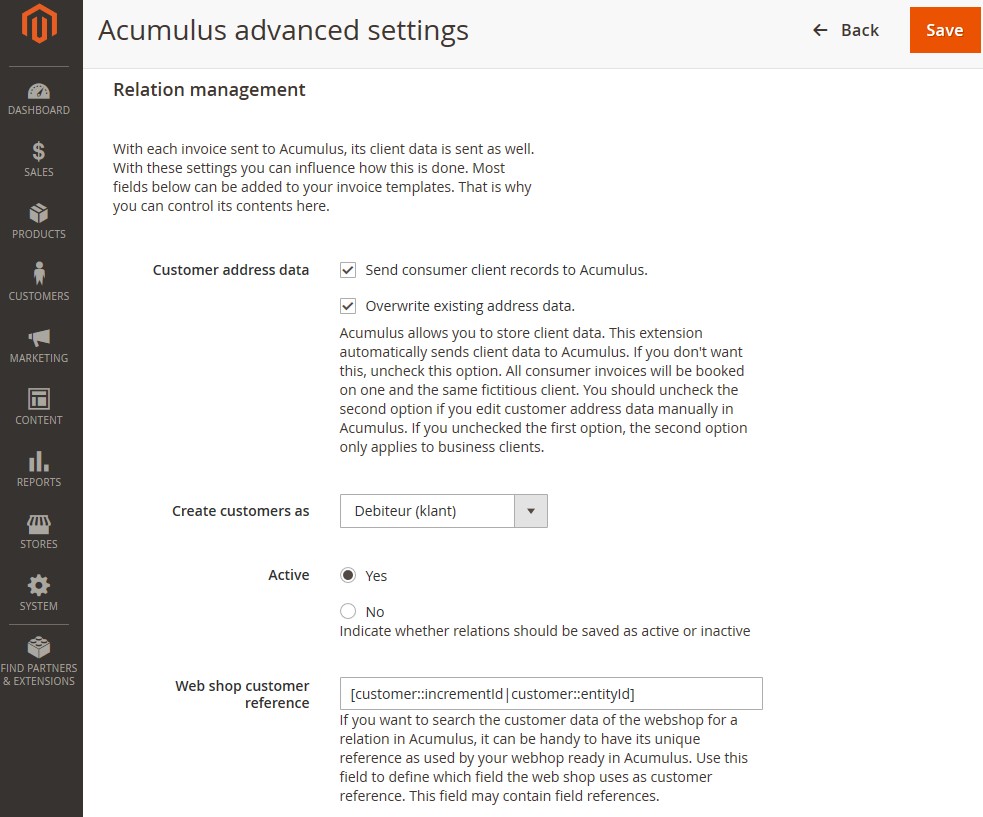 Acumulus advanced settings
Back
Save
DASHBOARD
SALES
PRODUCTS
CUSTOMERS
MARKETING
CONTENT
REPORTS
STORES
SYSTEM
FIND PARTNERS
& EXTENSIONS
Relation management
With each invoice sent to Acumulus, its client data is sent as well.
With these settings you can influence how this is done. Most
fields below can be added to your invoice templates. That is why
you can control its contents here.
Customer address data
Send consumer client records to Acumulus.
Overwrite existing address data.
Acumulus allows you to store client data. This extension
automatically sends client data to Acumulus. If you don't want
this, uncheck this option. All consumer invoices will be booked
on one and the same fictitious client. You should uncheck the
second option if you edit customer address data manually in
Acumulus. If you unchecked the first option, the second option
only applies to business clients.
Create customers as
Debiteur (klant)
Active
Yes
No
Indicate whether relations should be saved as active or inactive
Web shop customer
reference
[customer::incrementId|customer::entityId]
If you want to search the customer data of the webshop for a
relation in Acumulus, it can be handy to have its unique
reference as used by your webhop ready in Acumulus. Use this
field to define which field the web shop uses as customer
reference. This field may contain field references.